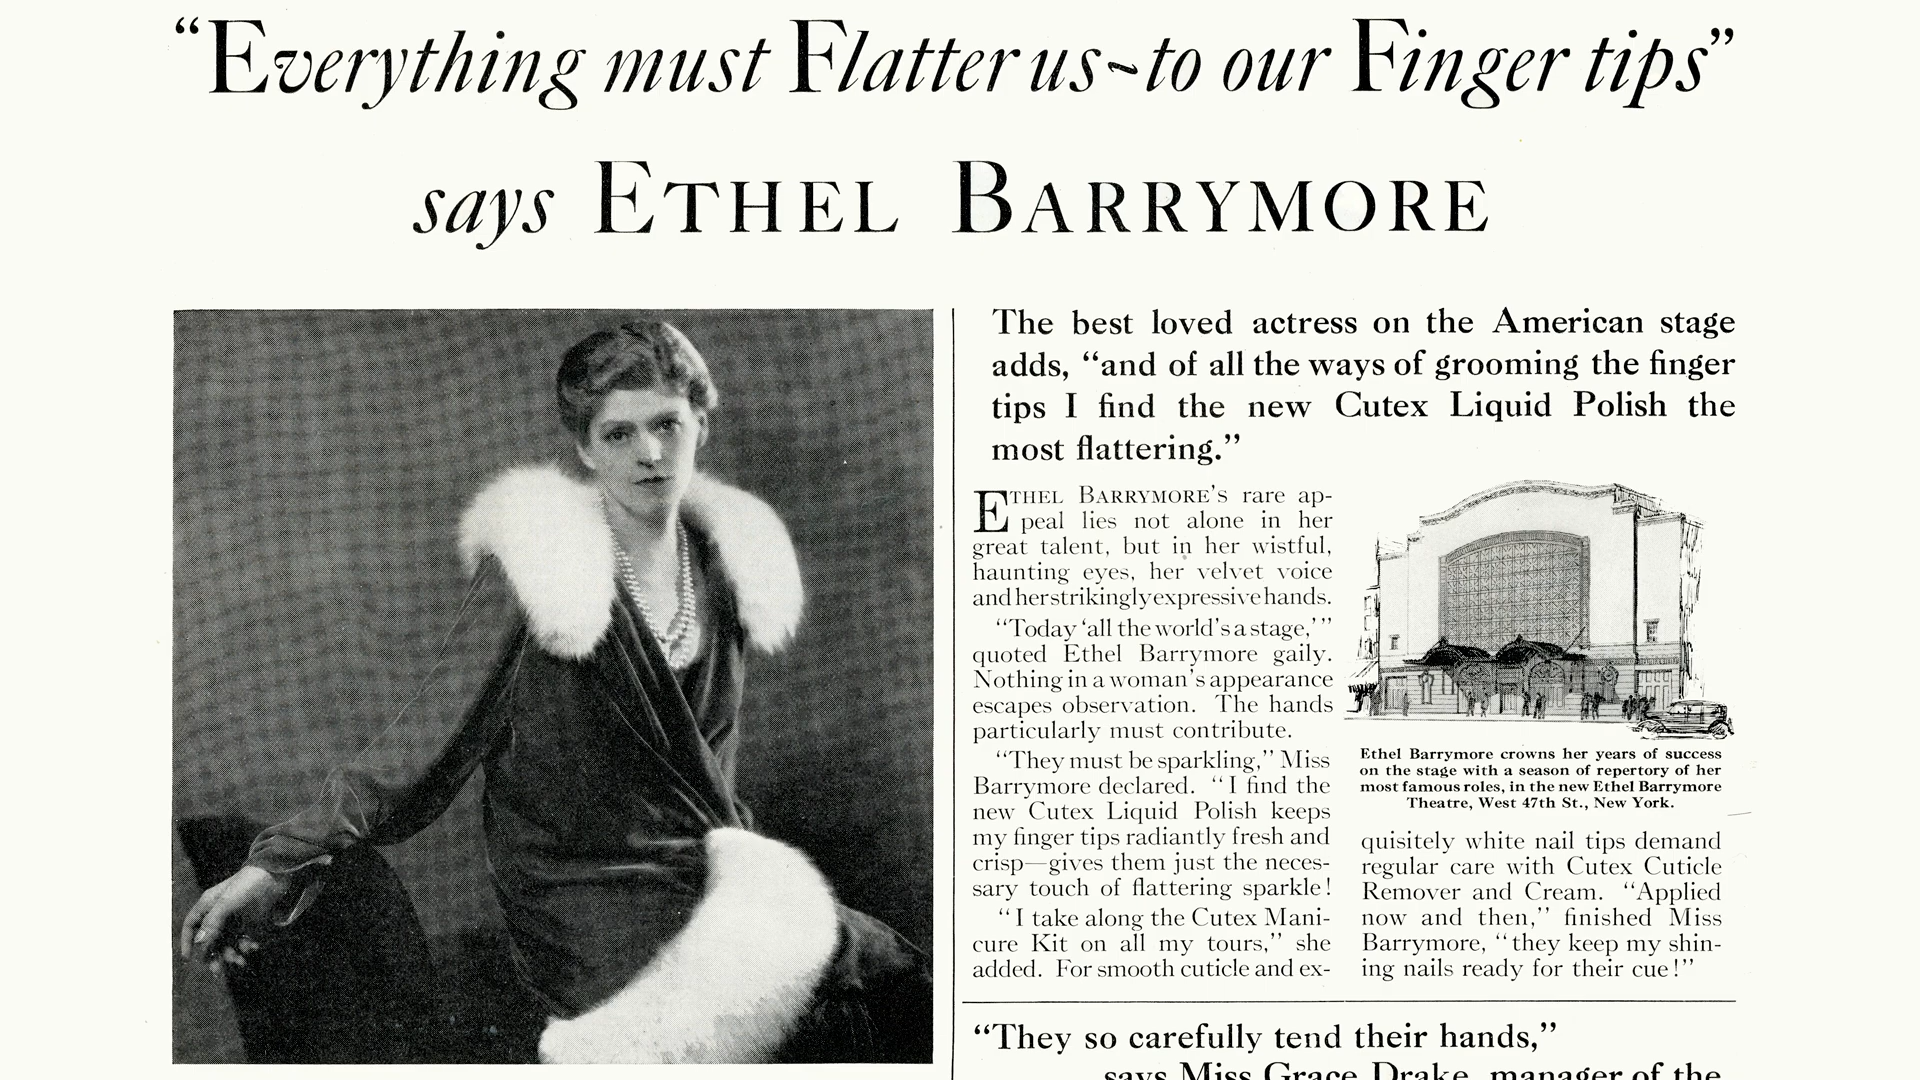 “Everything must Flatter us~to our Finger tips”
says ETHEL BARRYMORE
The best loved actress on the American stage
adds, “and of all the ways of grooming the finger
tips I find the new Cutex Liquid Polish the
most flattering.”
ETHEL BARRYMORE'S rare ap-
peal lies not alone in her
great talent, but in her wistful,
haunting eyes, her velvet voice
and her strikingly expressive hands.
“Today ‘all the world's a stage,’”
quoted Ethel Barrymore gaily.
Nothing in a woman's appearance
escapes observation. The hands
particularly must contribute.
“They must be sparkling,” Miss
Barrymore declared. “I find the
new Cutex Liquid Polish keeps
my finger tips radiantly fresh and
crisp—gives them just the neces-
sary touch of flattering sparkle!
“I take along the Cutex Mani-
cure Kit on all my tours,” she
added. For smooth cuticle and ex-
Ethel Barrymore crowns her years of success
on the stage with a season of repertory of her
most famous roles, in the new Ethel Barrymore
Theatre, West 47th St., New York.
quisitely white nail tips demand
regular care with Cutex Cuticle
Remover and Cream. “Applied
now and then,” finished Miss
Barrymore, “they keep my shin-
ing nails ready for their cue!”
“They so carefully tend their hands,”
says Miss Grace Drake, manager of the